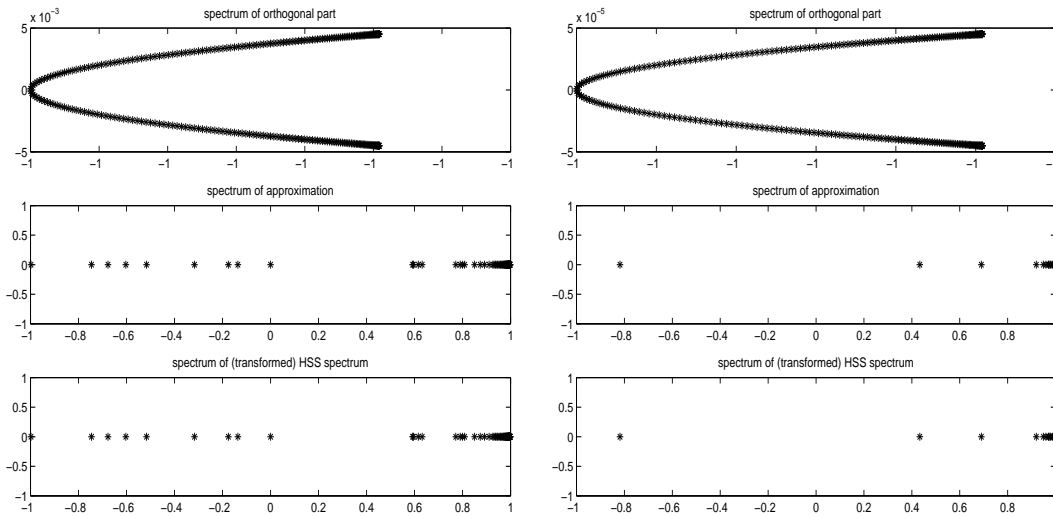 spectrum of orthogonal part
x 10⁻³
5
0
−5
−1 −1 −1 −1 −1 −1 −1 −1
spectrum of approximation
1
0.5
0
−0.5
−1
−1 −0.8 −0.6 −0.4 −0.2 0 0.2 0.4 0.6 0.8 1
spectrum of (transformed) HSS spectrum
1
0.5
0
−0.5
−1
−1 −0.8 −0.6 −0.4 −0.2 0 0.2 0.4 0.6 0.8 1
spectrum of orthogonal part
x 10⁻⁵
5
0
−5
−1 −1 −1 −1 −1 −1
spectrum of approximation
1
0.5
0
−0.5
−1
−1 −0.8 −0.6 −0.4 −0.2 0 0.2 0.4 0.6 0.8
spectrum of (transformed) HSS spectrum
1
0.5
0
−0.5
−1
−1 −0.8 −0.6 −0.4 −0.2 0 0.2 0.4 0.6 0.8